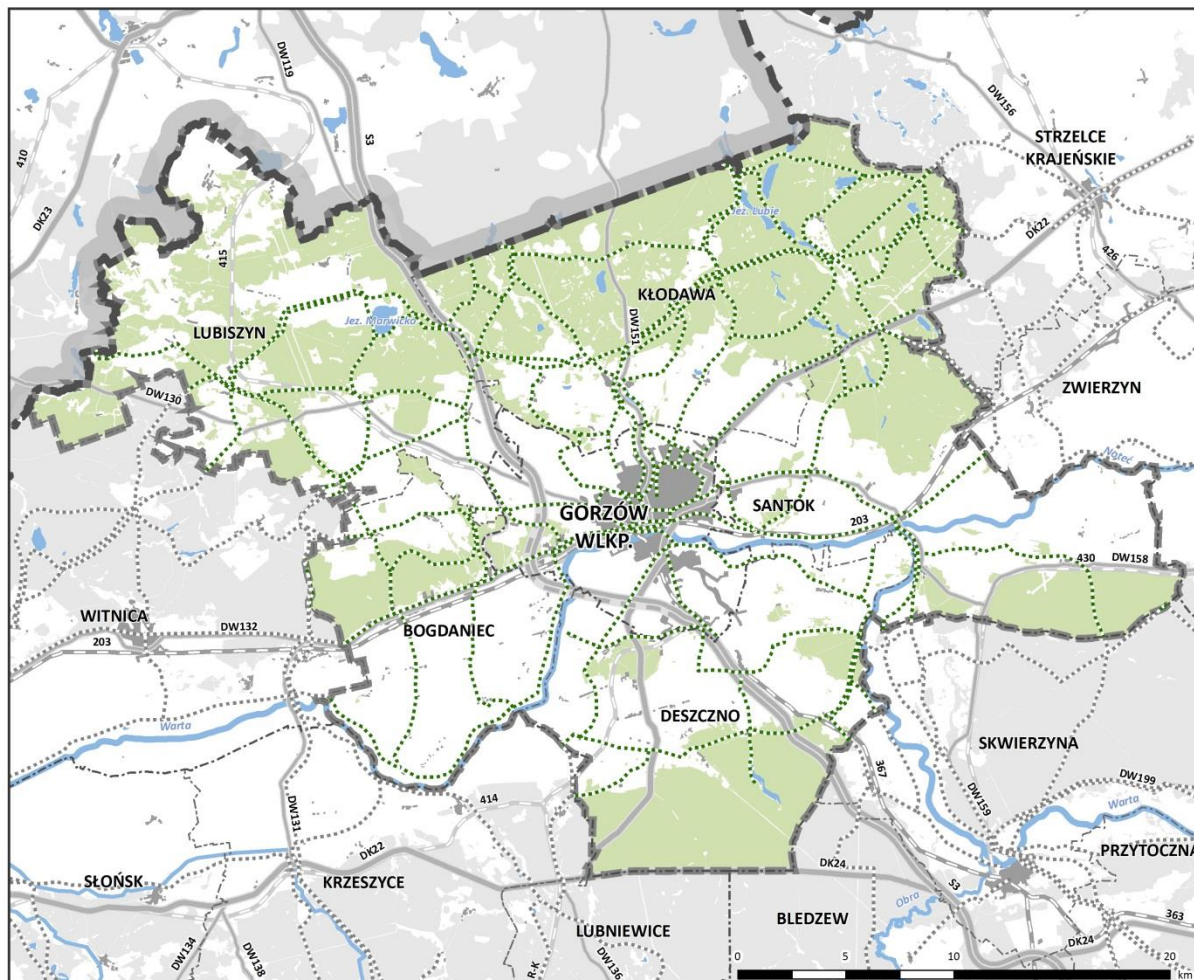 DW119
DW156
STRZELCE
KRAJEŃSKIE
410
S3
DK23
DK22
Jez. Lubie
415
426
KŁODAWA
Jez. Marwicko
LUBISZYN
DW151
ZWIERZYN
DW130
Noteć
GORZÓW
WLKP.
SANTOK
203
430
DW158
WITNICA
DW132
203
BOGDANIEC
DESZCZNO
Warta
SKWIERZYNA
367
DW199
414
DW159
Warta
DW131
PRZYTOCZNA
DK22
DK24
SŁOŃSK
KRZESZYCE
S3
Obra
363
BLEDZEW
LUBNIEWICE
DK24
DW134
DW138
R-K
DW136
0
5
10
20
km